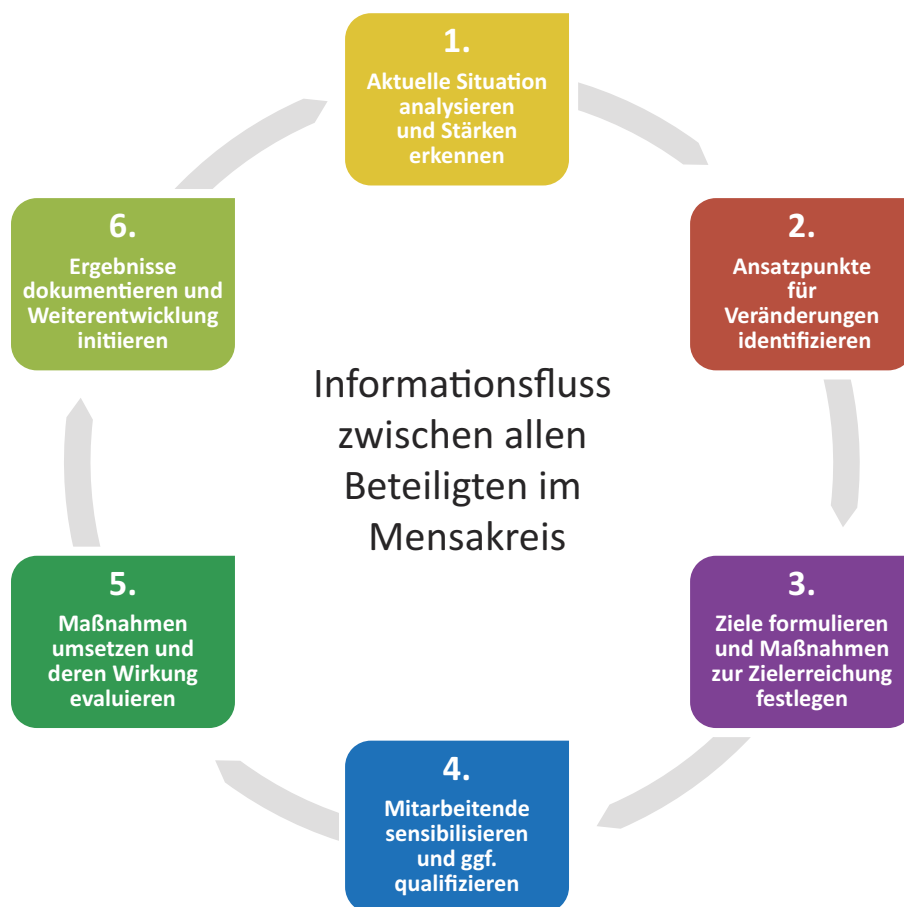 1.
Aktuelle Situation
analysieren
und Stärken
erkennen
2.
Ansatzpunkte
für
Veränderungen
identifizieren
3.
Ziele formulieren
und Maßnahmen
zur Zielerreichung
festlegen
4.
Mitarbeitende
sensibilisieren
und ggf.
qualifizieren
5.
Maßnahmen
umsetzen und
deren Wirkung
evaluieren
6.
Ergebnisse
dokumentieren und
Weiterentwicklung
initiieren
Informationsfluss
zwischen allen
Beteiligten im
Mensakreis